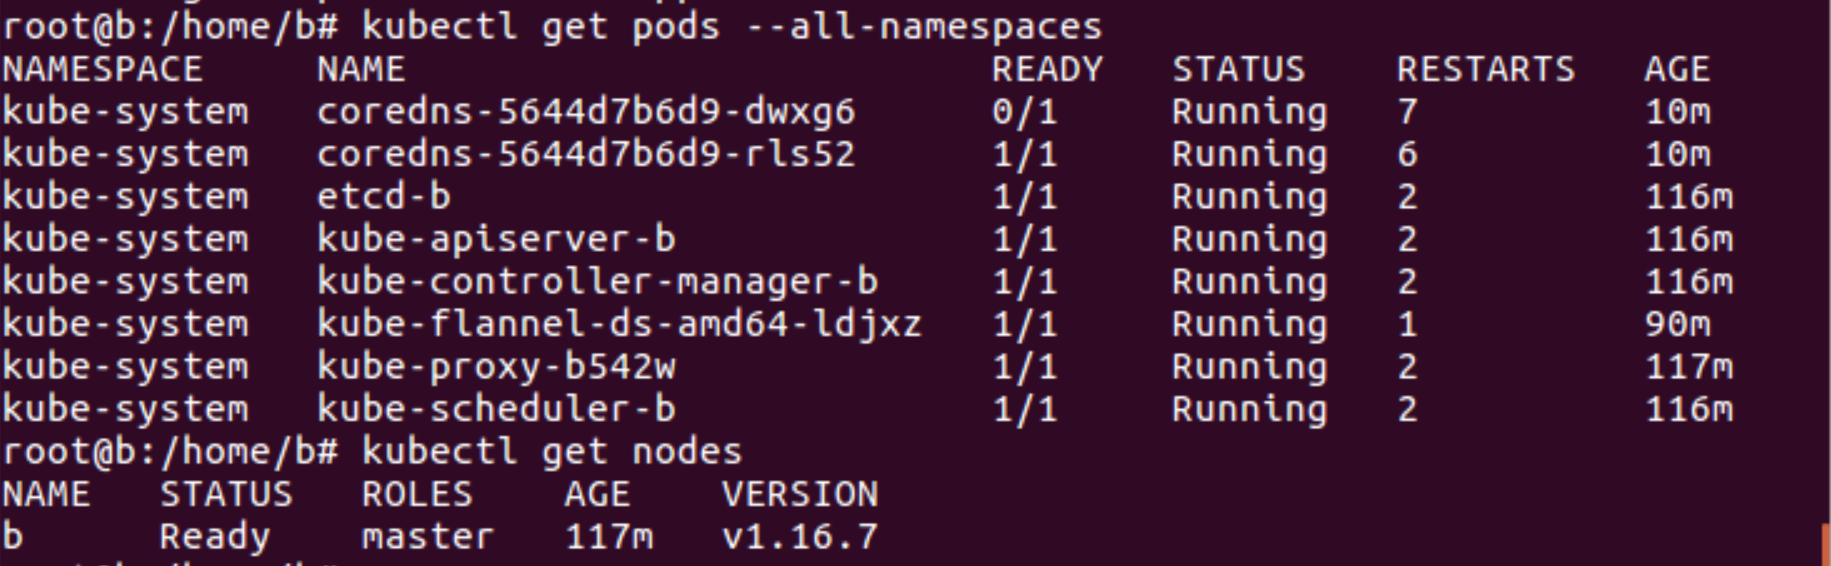 root@b:/home/b# kubectl get pods --all-namespaces
NAMESPACE NAME READY STATUS RESTARTS AGE
kube-system coredns-5644d7b6d9-dwxg6 0/1 Running 7 10m
kube-system coredns-5644d7b6d9-rls52 1/1 Running 6 10m
kube-system etcd-b 1/1 Running 2 116m
kube-system kube-apiserver-b 1/1 Running 2 116m
kube-system kube-controller-manager-b 1/1 Running 2 116m
kube-system kube-flannel-ds-amd64-ldjxz 1/1 Running 1 90m
kube-system kube-proxy-b542w 1/1 Running 2 117m
kube-system kube-scheduler-b 1/1 Running 2 116m
root@b:/home/b# kubectl get nodes
NAME STATUS ROLES AGE VERSION
b Ready master 117m v1.16.7